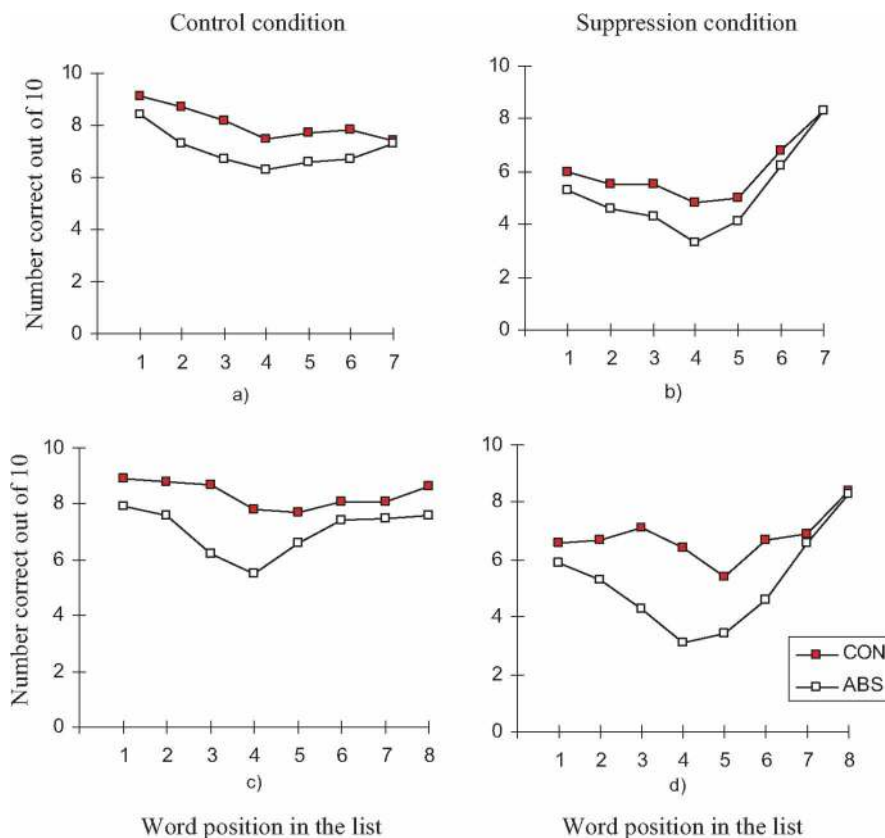 Control condition
Suppression condition
Number correct out of 10
10
8
6
4
2
0
1 2 3 4 5 6 7
a)
10
8
6
4
2
0
1 2 3 4 5 6 7
b)
Number correct out of 10
10
8
6
4
2
0
1 2 3 4 5 6 7 8
c)
10
8
6
4
2
0
1 2 3 4 5 6 7 8
d)
CON
ABS
Word position in the list
Word position in the list